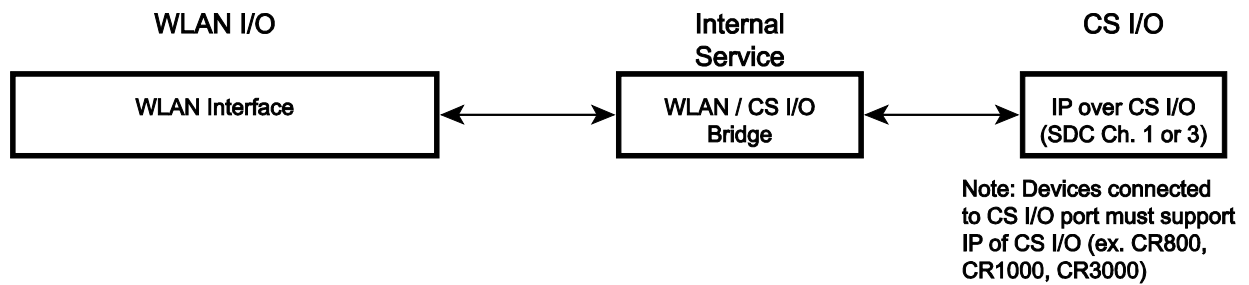 WLAN I/O
Internal
Service
CS I/O
WLAN Interface
WLAN / CS I/O
Bridge
IP over CS I/O
(SDC Ch. 1 or 3)
Note: Devices connected
to CS I/O port must support
IP of CS I/O (ex. CR800,
CR1000, CR3000)